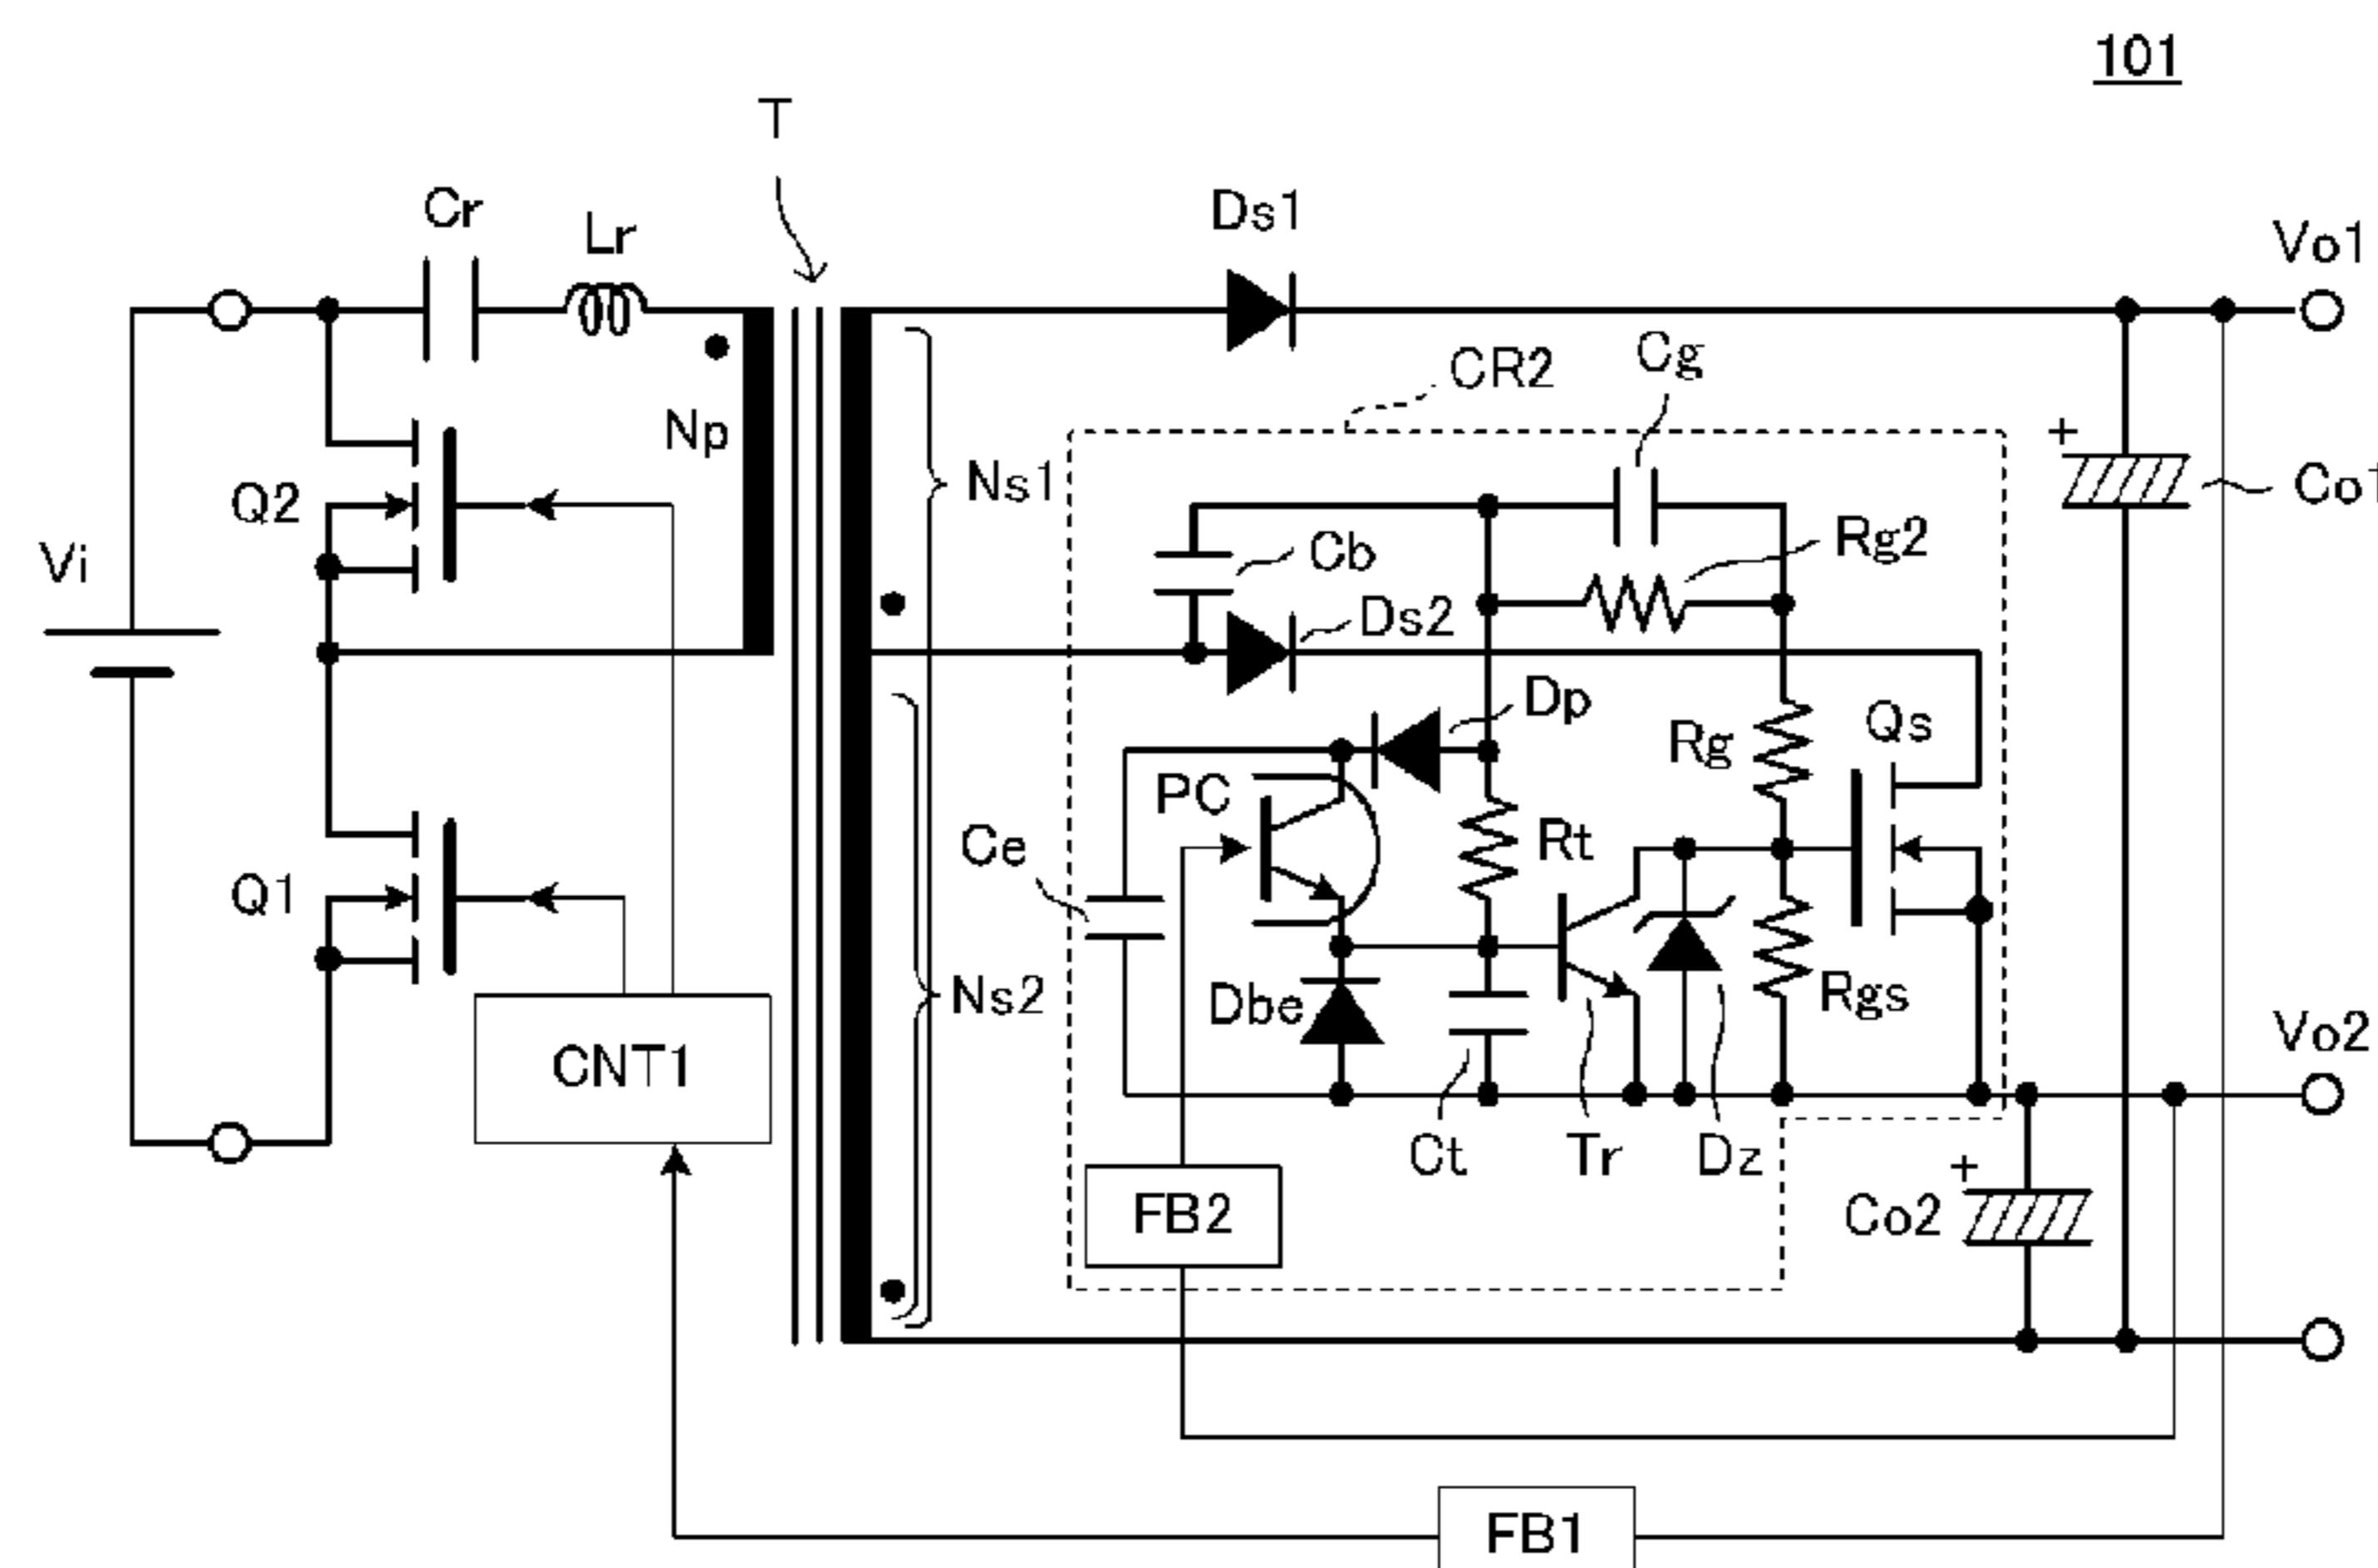 101
T
Cr
Lr
Ds1
Vo1
CR2
Cg
Np
Ns1
Co1
Q2
Cb
Rg2
Vi
Ds2
Dp
Rg
Qs
PC
Ce
Rt
Q1
Ns2
Dbe
Rgs
Vo2
CNT1
Ct
Tr
Dz
FB2
Co2
FB1
+
+